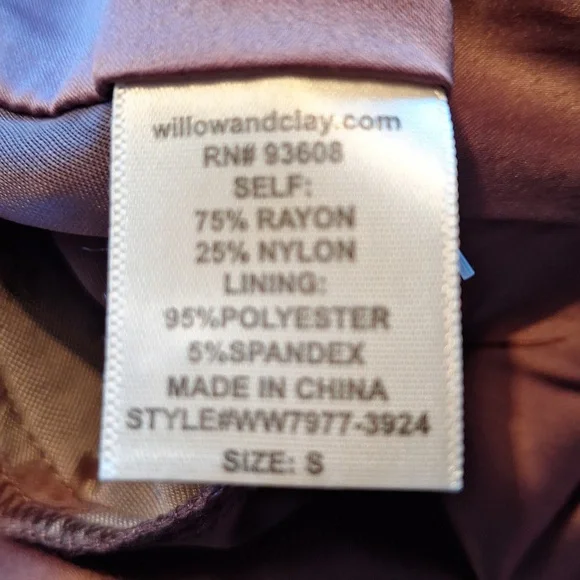 willowandclay.com
RN# 93608
SELF:
75% RAYON
25% NYLON
LINING:
95%POLYESTER
5%SPANDEX
MADE IN CHINA
STYLE#WW7977-3924
SIZE: S